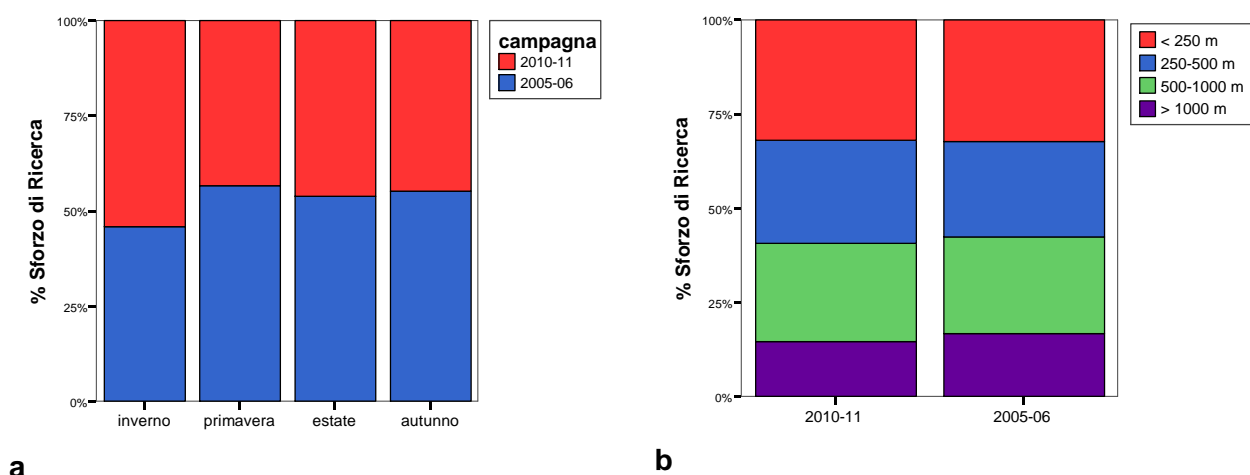 100%
75%
50%
25%
0%
% Sforzo di Ricerca
inverno
primavera
estate
autunno
campagna
2010-11
2005-06
a
100%
75%
50%
25%
0%
% Sforzo di Ricerca
2010-11
2005-06
< 250 m
250-500 m
500-1000 m
> 1000 m
b